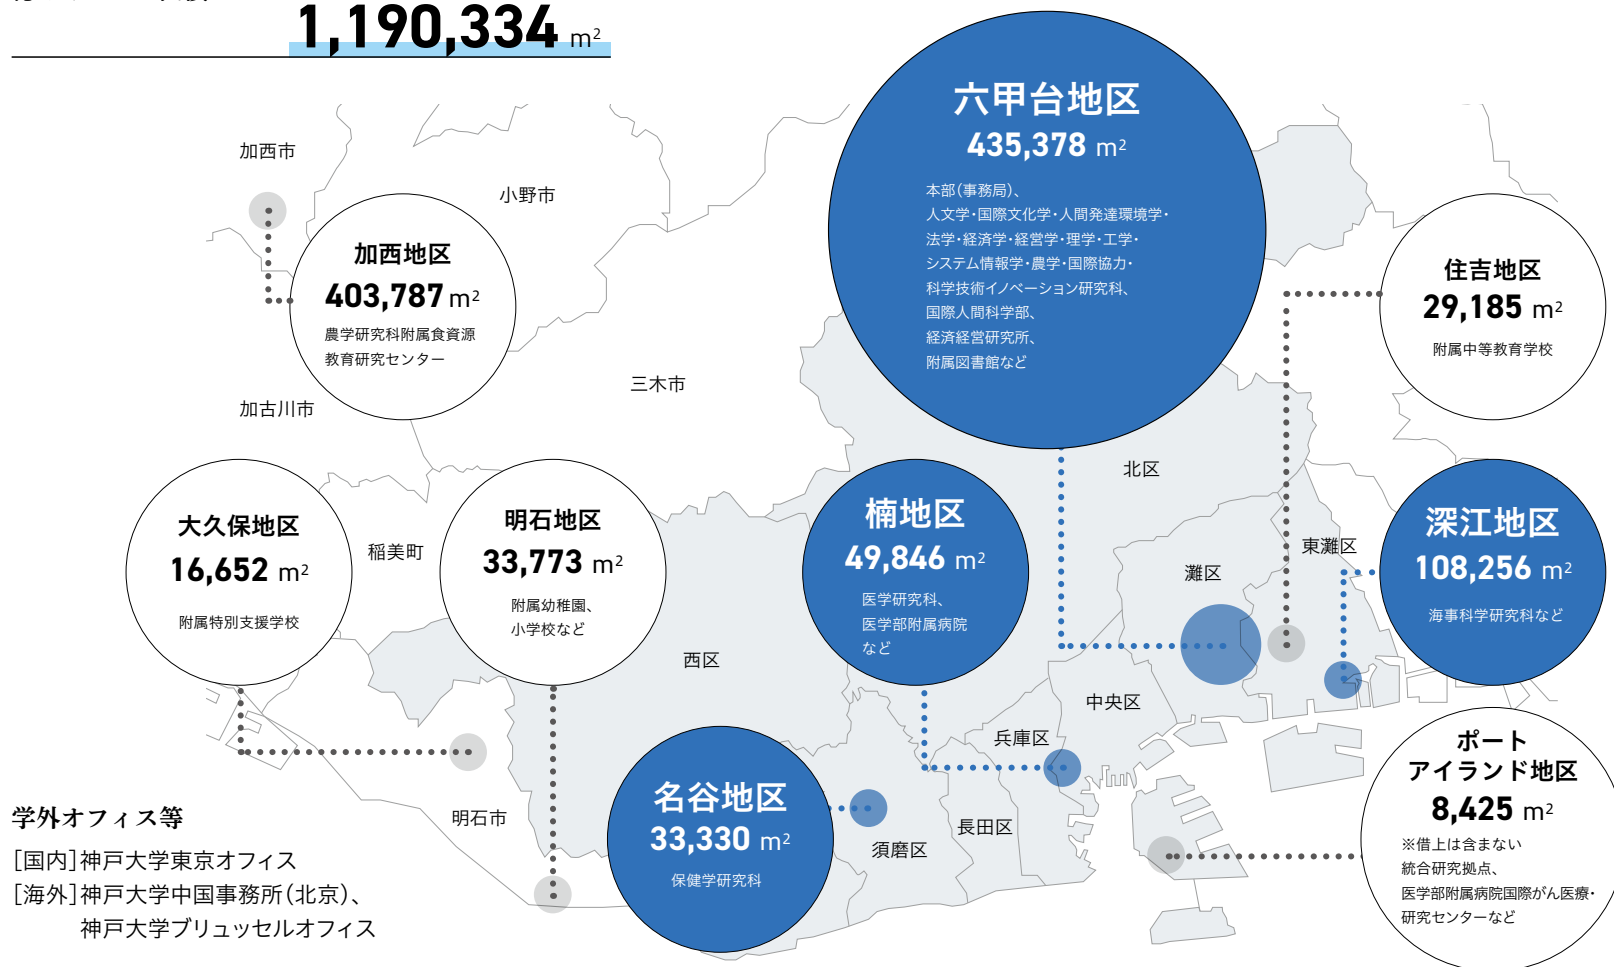 1,190,334 m²
六甲台地区
435,378 m²
本部(事務局)、
人文学・国際文化学・人間発達環境学・
法学・経済学・経営学・理学・工学・
システム情報学・農学・国際協力・
科学技術イノベーション研究科、
国際人間科学部、
経済経営研究所、
附属図書館など
加西市
小野市
加西地区
403,787 m²
農学研究科附属食資源
教育研究センター
住吉地区
29,185 m²
附属中等教育学校
三木市
加古川市
北区
大久保地区
16,652 m²
附属特別支援学校
稲美町
明石地区
33,773 m²
附属幼稚園、
小学校など
楠地区
49,846 m²
医学研究科、
医学部附属病院
など
灘区
東灘区
深江地区
108,256 m²
海事科学研究科など
西区
中央区
兵庫区
長田区
須磨区
明石市
名谷地区
33,330 m²
保健学研究科
ポート
アイランド地区
8,425 m²
※借上は含まない
統合研究拠点、
医学部附属病院国際がん医療・
研究センターなど
学外オフィス等
[国内]神戸大学東京オフィス
[海外]神戸大学中国事務所(北京)、
神戸大学ブリュッセルオフィス